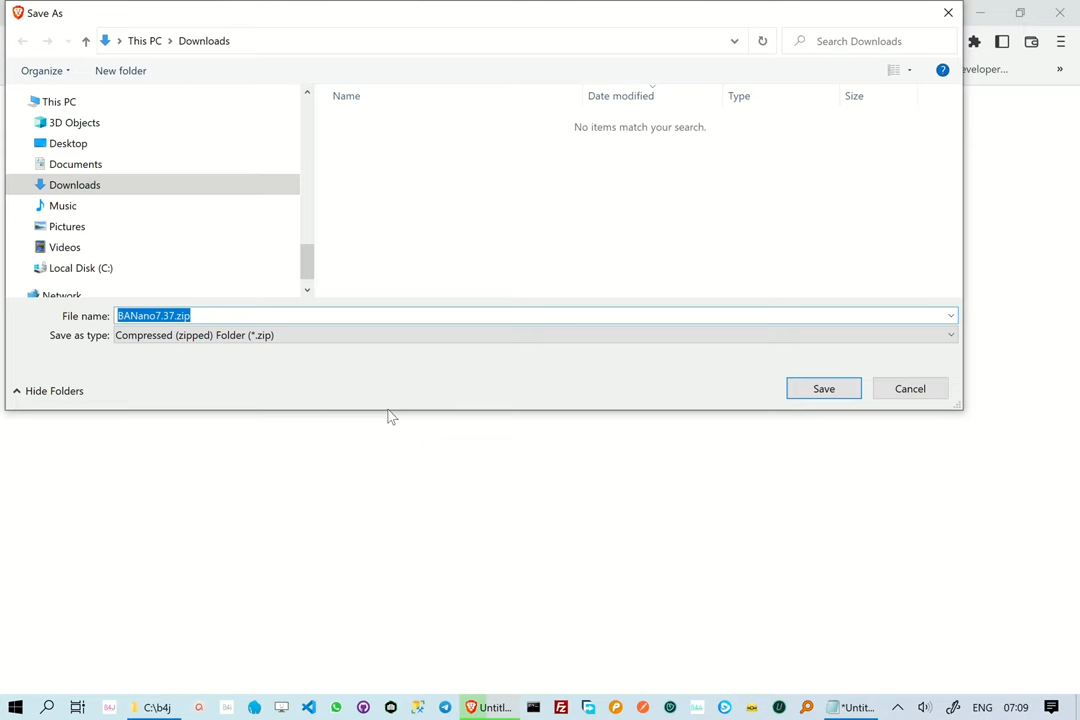 Save As
This PC > Downloads
Search Downloads
Organize
New folder
eveloper...
»
This PC
3D Objects
Desktop
Documents
Downloads
Music
Pictures
Videos
Local Disk (C:)
Network
Name
Date modified
Type
Size
No items match your search.
File name: BANano7.37.zip
Save as type: Compressed (zipped) Folder (*.zip)
Hide Folders
Save
Cancel
C:\b4j
Untitl...
*Untit...
ENG
07:09